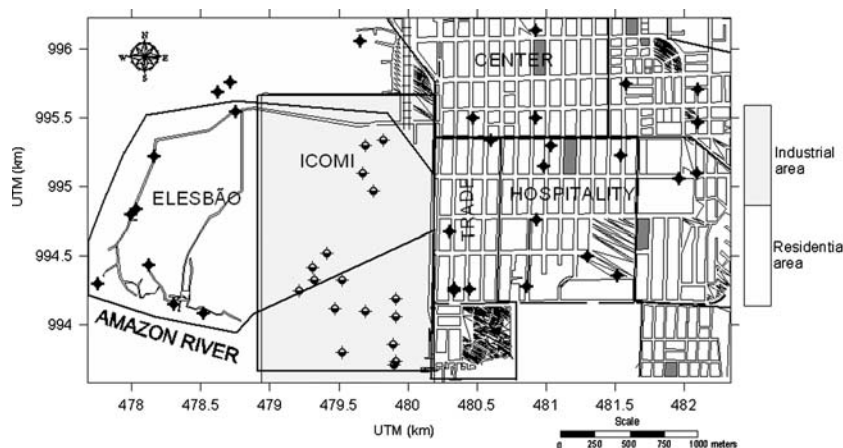 996
995.5
995
994.5
994
UTM (km)
N
W
E
S
CENTER
ICOMI
ELESBÃO
TRADE
HOSPITALITY
AMAZON RIVER
Industrial
area
Residentia
area
478
478.5
479
479.5
480
480.5
481
481.5
482
UTM (km)
Scale
0 250 500 750 1000 meters